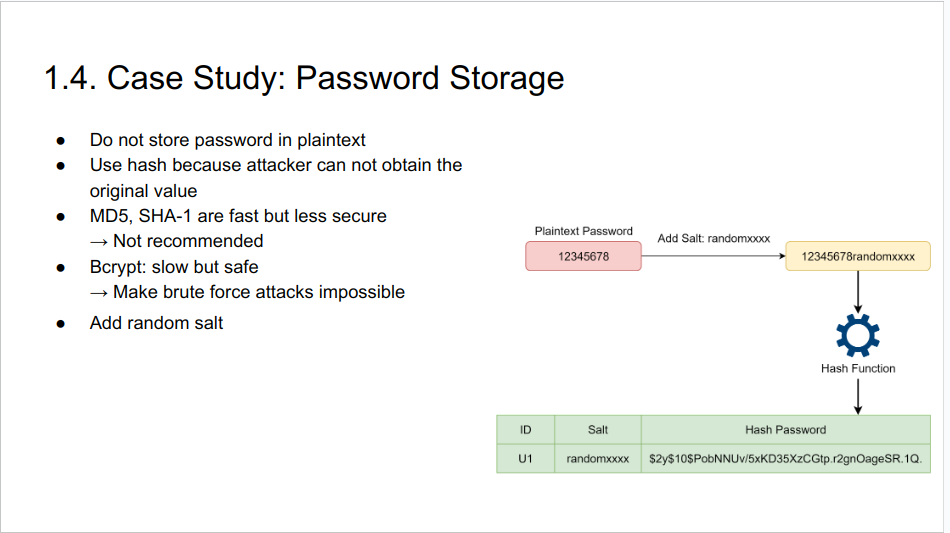 1.4. Case Study: Password Storage
● Do not store password in plaintext
● Use hash because attacker can not obtain the
original value
● MD5, SHA-1 are fast but less secure
→ Not recommended
● Bcrypt: slow but safe
→ Make brute force attacks impossible
● Add random salt
Plaintext Password
12345678
Add Salt: randomxxxx
12345678randomxxxx
Hash Function
ID Salt Hash Password
U1 randomxxxx $2y$10$PobNNUv/5xKD35XzCGtp.r2gnOageSR.1Q.